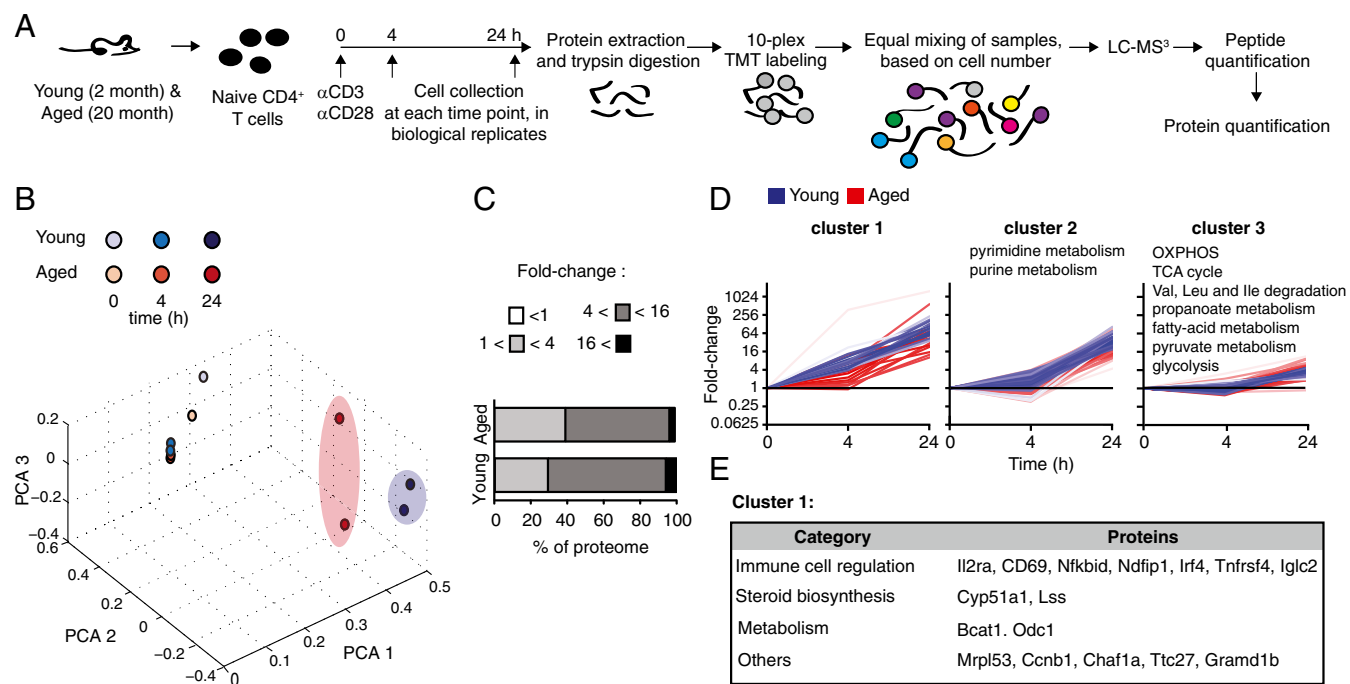 A
Young (2 month) &
Aged (20 month)
Naive CD4+
T cells
0 4 24 h
αCD3
αCD28
Cell collection
at each time point, in
biological replicates
Protein extraction
and trypsin digestion
10-plex
TMT labeling
Equal mixing of samples,
based on cell number
LC-MS³
Peptide
quantification
Protein quantification
B
Young
Aged
0 4 24
time (h)
PCA 3
0.2
0
−0.2
−0.4
PCA 2
0.6
0.4
0.2
0
−0.2
−0.4
PCA 1
0
0.1
0.2
0.3
0.4
0.5
C
Fold-change :
<1
4 < < 16
1 < < 4
16 <
Aged
Young
0 20 40 60 80 100
% of proteome
D
Young Aged
cluster 1
cluster 2
pyrimidine metabolism
purine metabolism
cluster 3
OXPHOS
TCA cycle
Val, Leu and Ile degradation
propanoate metabolism
fatty-acid metabolism
pyruvate metabolism
glycolysis
Fold-change
1024
256
64
16
4
1
0.25
0.0625
0 4 24
0 4 24
0 4 24
Time (h)
E
Cluster 1:
Category Proteins
Immune cell regulation Il2ra, CD69, Nfkbid, Ndfip1, Irf4, Tnfrsf4, Iglc2
Steroid biosynthesis Cyp51a1, Lss
Metabolism Bcat1. Odc1
Others Mrpl53, Ccnb1, Chaf1a, Ttc27, Gramd1b